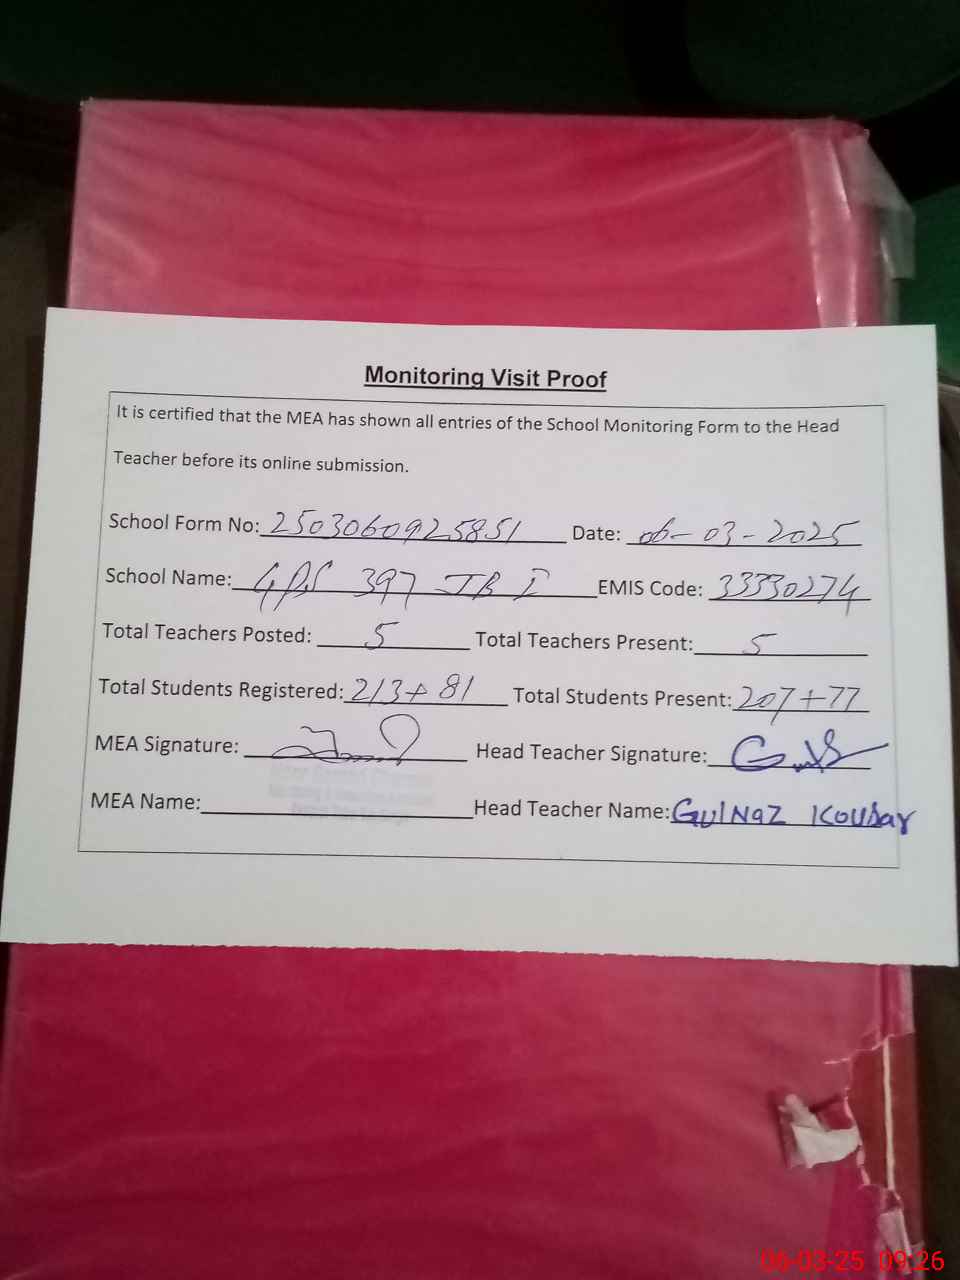 Monitoring Visit Proof
It is certified that the MEA has shown all entries of the School Monitoring Form to the Head
Teacher before its online submission.
School Form No: 2503060925851 Date: 06-03-2025
School Name: GPS 397 JB I EMIS Code: 33330274
Total Teachers Posted: 5 Total Teachers Present: 5
Total Students Registered: 213+81 Total Students Present: 207+77
MEA Signature: Head Teacher Signature:
MEA Name: Head Teacher Name: Gulnaz Kousar
06-03-25 09:26